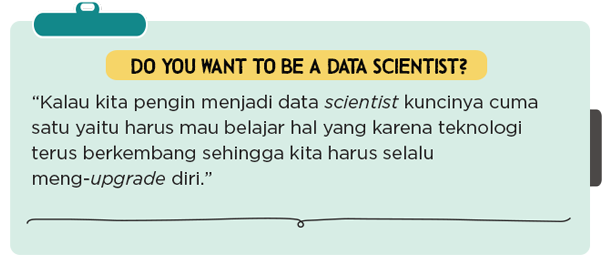 DO YOU WANT TO BE A DATA SCIENTIST?
“Kalau kita pengin menjadi data scientist kuncinya cuma
satu yaitu harus mau belajar hal yang karena teknologi
terus berkembang sehingga kita harus selalu
meng-upgrade diri.”